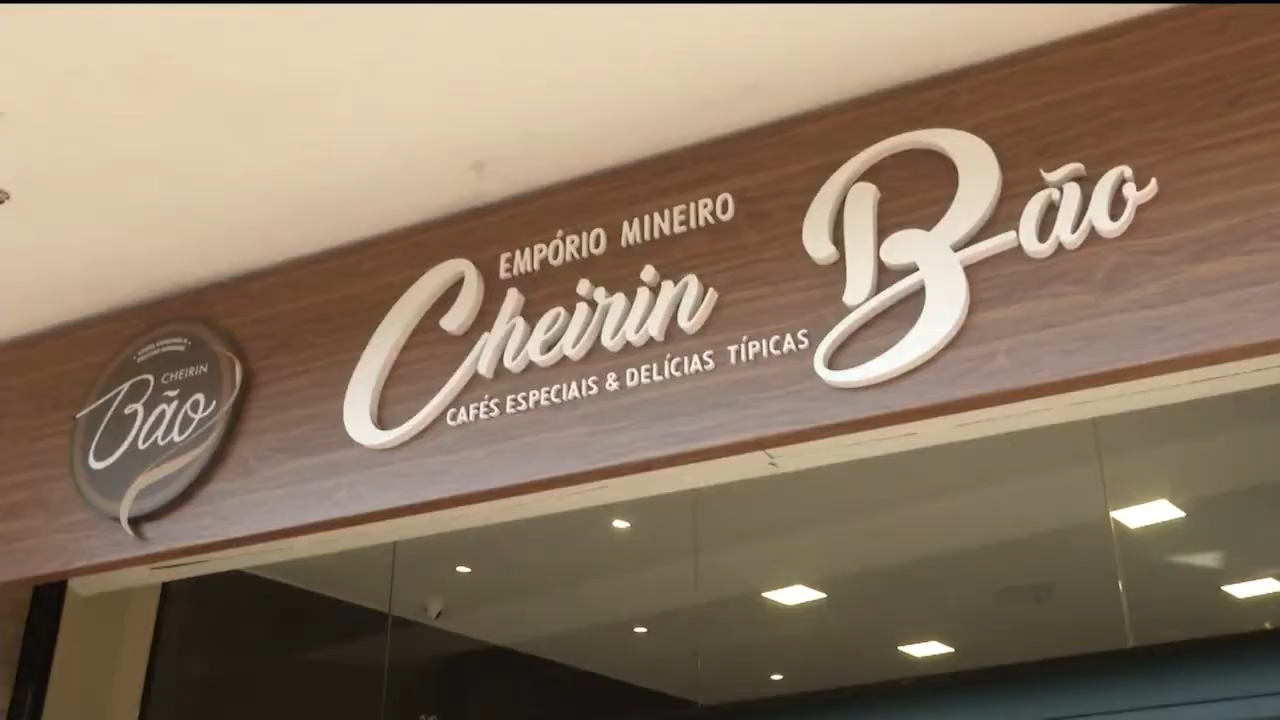 EMPÓRIO MINEIRO
Cheirin Bão
CAFÉS ESPECIAIS & DELÍCIAS TÍPICAS
CHEIRIN
Bão